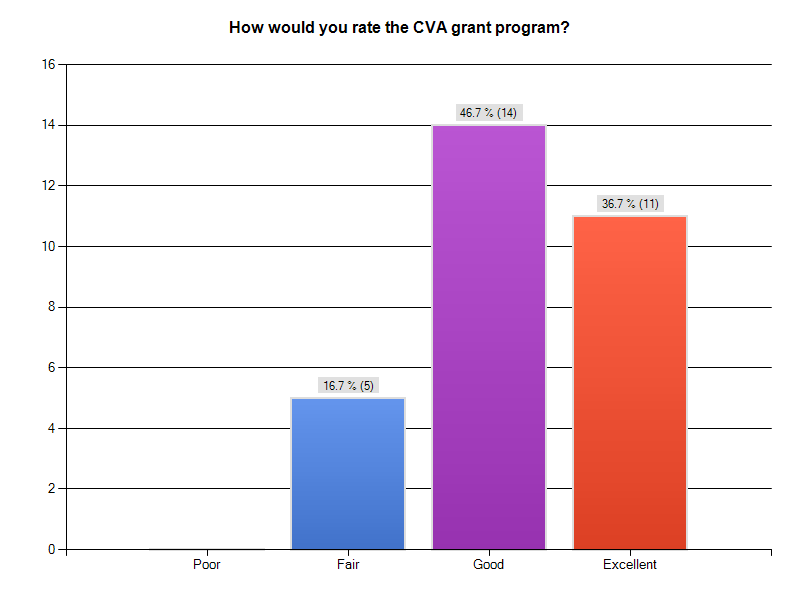 How would you rate the CVA grant program?
16
46.7 % (14)
14
12
36.7 % (11)
10
8
6
16.7 % (5)
4
2
0
Poor Fair Good Excellent